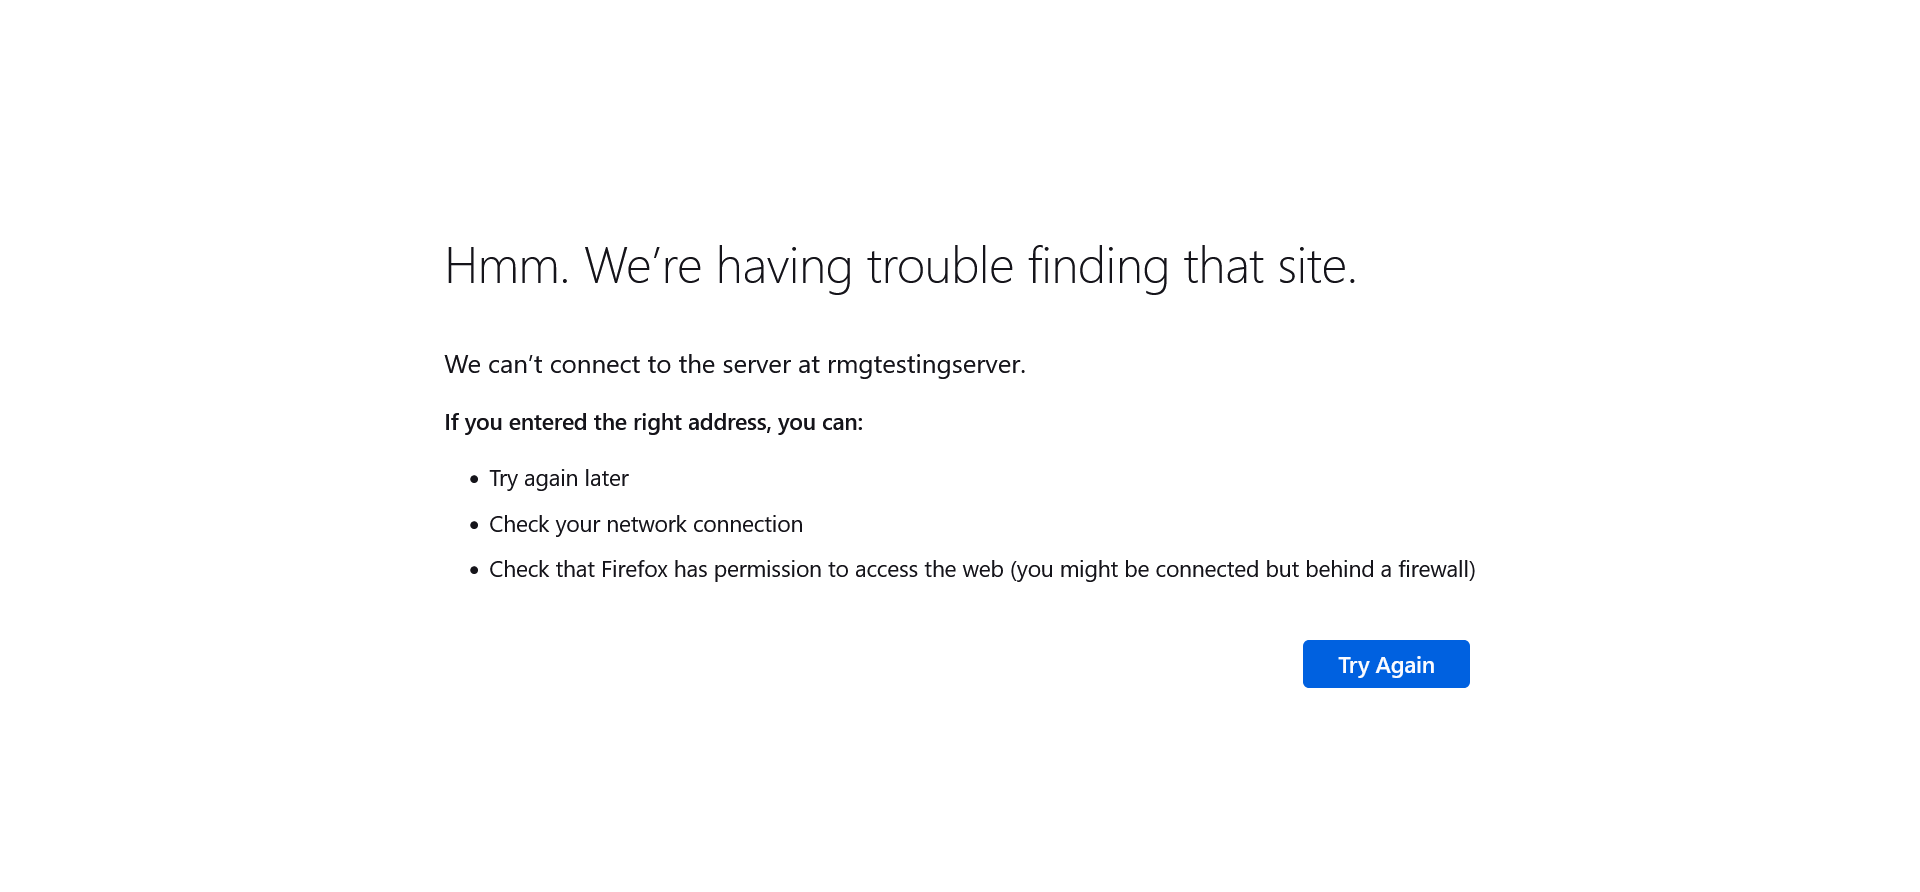 Hmm. We’re having trouble finding that site.
We can’t connect to the server at rmgtestingserver.
If you entered the right address, you can:
• Try again later
• Check your network connection
• Check that Firefox has permission to access the web (you might be connected but behind a firewall)
Try Again